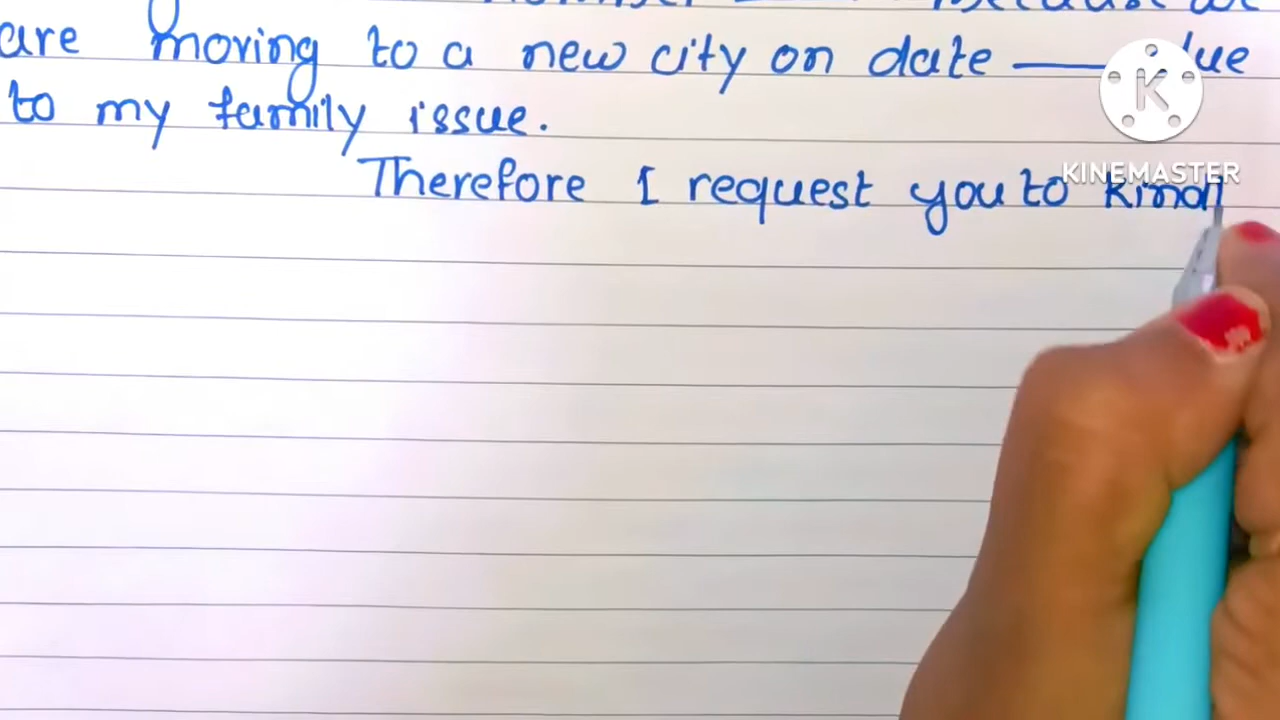 are moving to a new city on date —— due
to my family issue.
Therefore I request you to kind
KINEMASTER